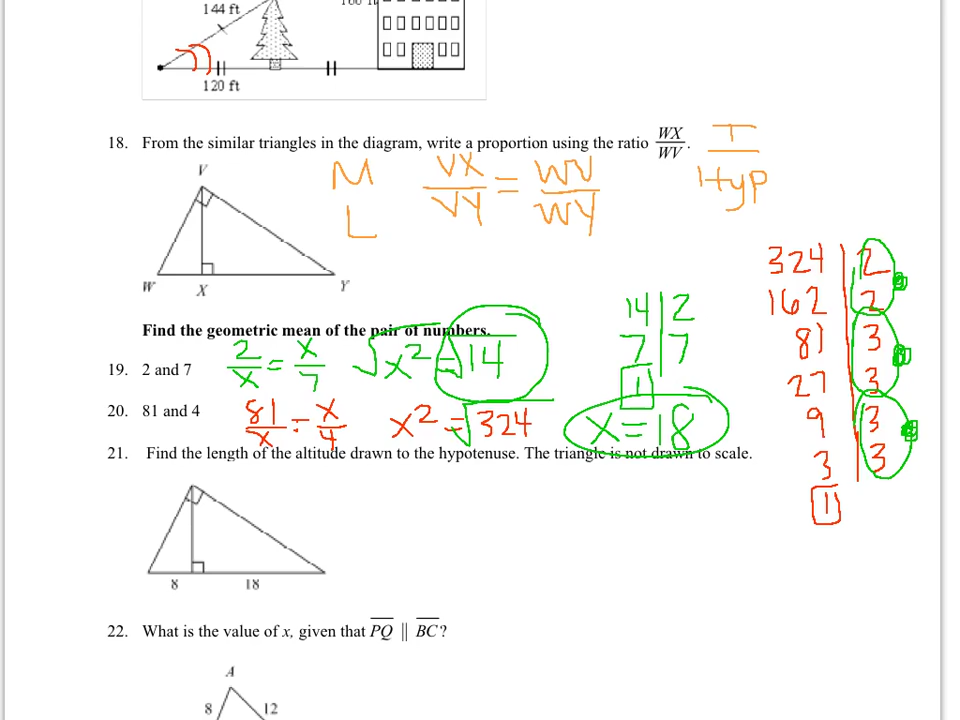 144 ft
120 ft
18. From the similar triangles in the diagram, write a proportion using the ratio WX/WV.
V
W X Y
M
L
VX/VY = WV/WY
I/Hyp
Find the geometric mean of the pair of numbers.
19. 2 and 7
2/x = x/7
√x² = √14
14 | 2
7 | 7
1
20. 81 and 4
81/x = x/4
x² = √324
x = 18
324 | 2
162 | 2
81 | 3
27 | 3
9 | 3
3 | 3
1
21. Find the length of the altitude drawn to the hypotenuse. The triangle is not drawn to scale.
8 18
22. What is the value of x, given that PQ || BC?
A
8 12